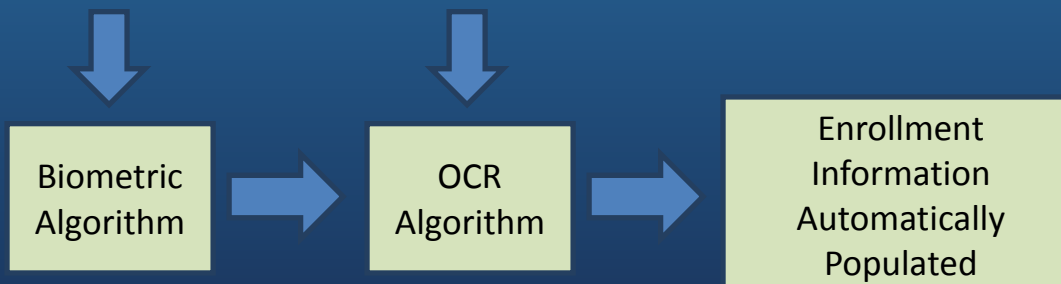 Biometric
Algorithm
OCR
Algorithm
Enrollment
Information
Automatically
Populated